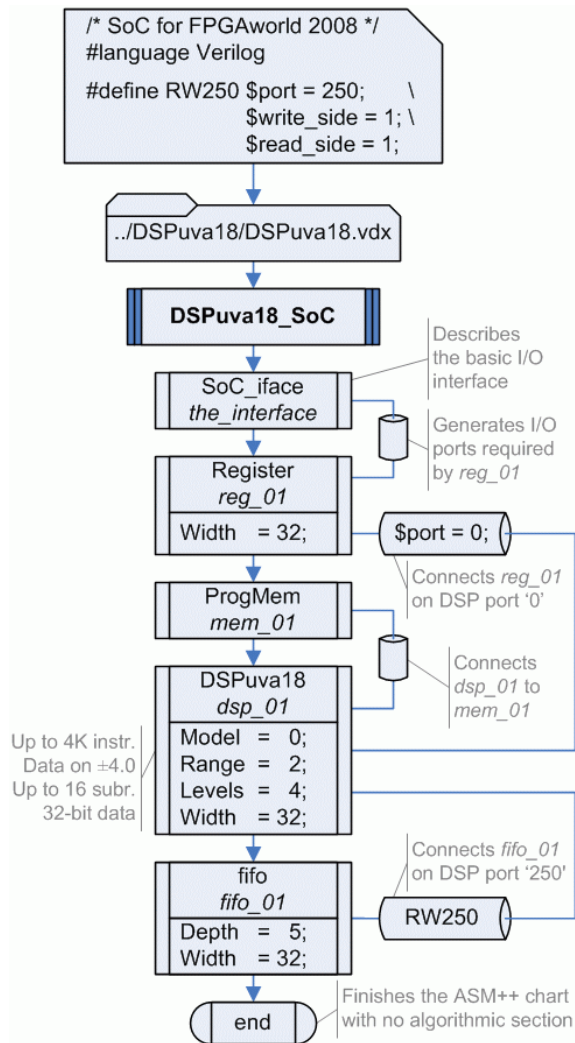 /* SoC for FPGAworld 2008 */
#language Verilog
#define RW250 $port = 250; \
$write_side = 1; \
$read_side = 1;
../DSPuva18/DSPuva18.vdx
DSPuva18_SoC
Describes
the basic I/O
interface
SoC_iface
the_interface
Generates I/O
ports required
by reg_01
Register
reg_01
Width = 32;
$port = 0;
Connects reg_01
on DSP port ‘0’
ProgMem
mem_01
Connects
dsp_01 to
mem_01
DSPuva18
dsp_01
Up to 4K instr.
Data on ±4.0
Up to 16 subr.
32-bit data
Model = 0;
Range = 2;
Levels = 4;
Width = 32;
Connects fifo_01
on DSP port ‘250’
fifo
fifo_01
RW250
Depth = 5;
Width = 32;
end
Finishes the ASM++ chart
with no algorithmic section